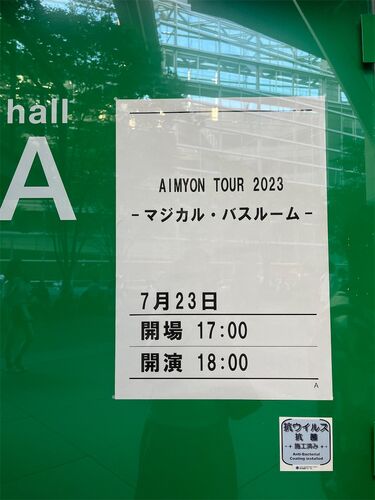 hall
A
AIMYON TOUR 2023
-マジカル・バスルーム-
7月23日
開場 17:00
開演 18:00
A
抗ウイルス
抗菌
施工済み
Anti-Bacterial
Coating installed